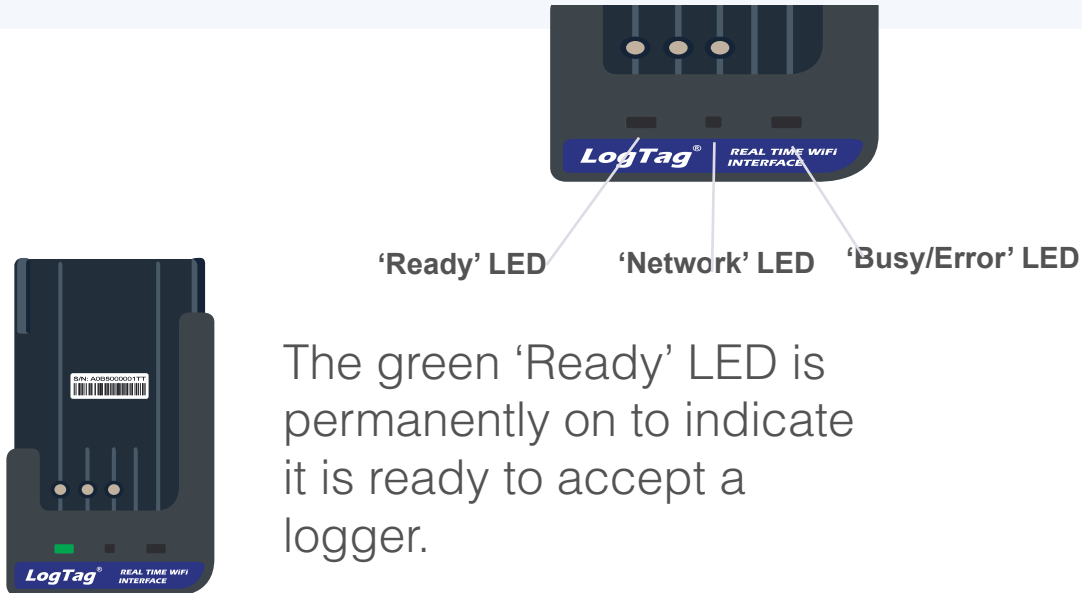 LogTag® REAL TIME WiFi
INTERFACE
‘Ready’ LED ‘Network’ LED ‘Busy/Error’ LED
S/N: A0B5000001TT
The green ‘Ready’ LED is
permanently on to indicate
it is ready to accept a
logger.
LogTag® REAL TIME WiFi
INTERFACE